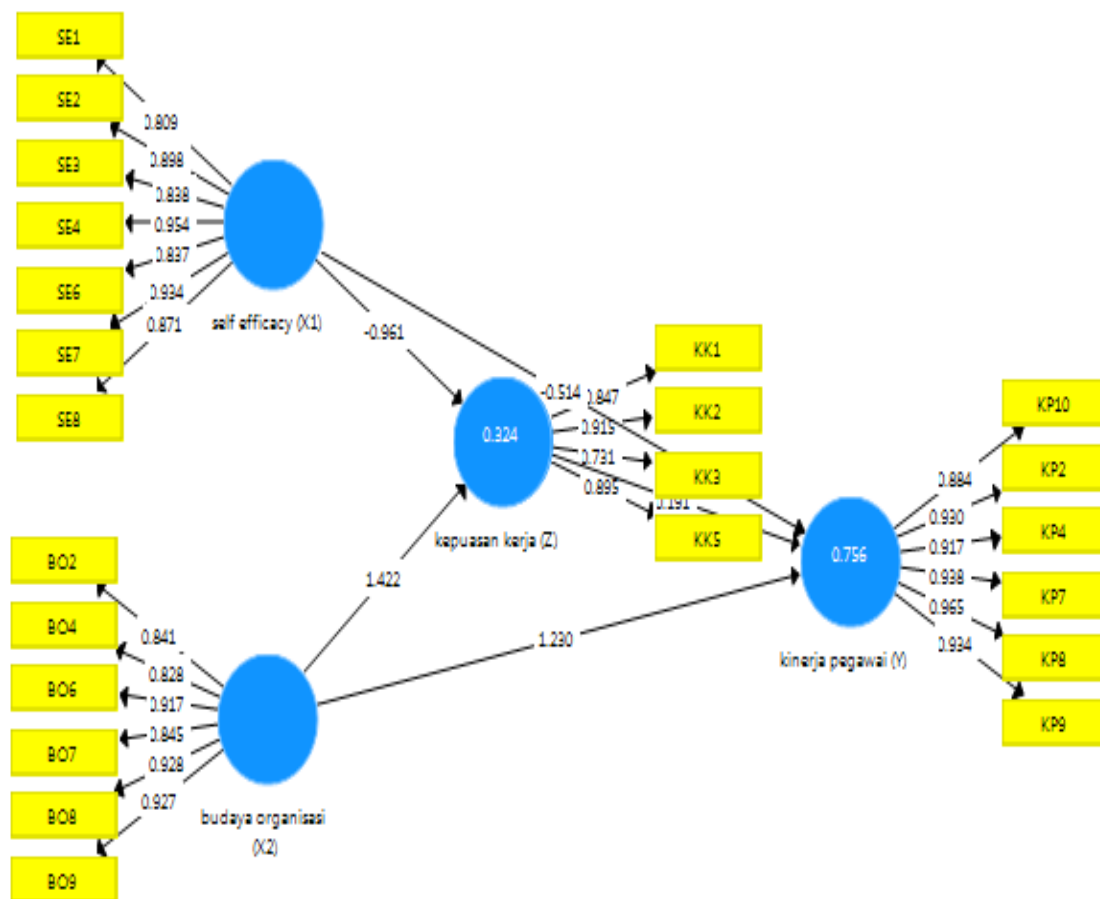 SE1
SE2
SE3
SE4
SE6
SE7
SE8
0.809
0.898
0.838
0.954
0.837
0.934
0.871
self efficacy (X1)
-0.961
-0.514
KK1
KK2
KK3
KK5
0.847
0.915
0.731
0.895
0.324
kepuasan kerja (Z)
0.191
BO2
BO4
BO6
BO7
BO8
BO9
0.841
0.828
0.917
0.845
0.928
0.927
budaya organisasi
(X2)
1.422
1.230
0.756
kinerja pegawai (Y)
KP10
KP2
KP4
KP7
KP8
KP9
0.884
0.930
0.917
0.938
0.965
0.934